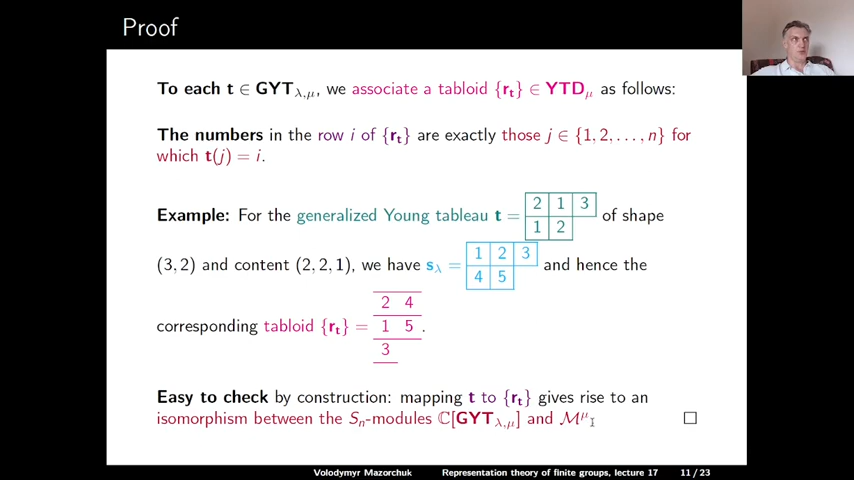 Proof
To each t ∈ GYT_{λ,μ}, we associate a tabloid {r_t} ∈ YTD_μ as follows:
The numbers in the row i of {r_t} are exactly those j ∈ {1, 2, . . . , n} for
which t(j) = i.
Example: For the generalized Young tableau t = 2 1 3 of shape
1 2
(3, 2) and content (2, 2, 1), we have s_λ = 1 2 3 and hence the
4 5
2 4
corresponding tabloid {r_t} = 1 5 .
3
Easy to check by construction: mapping t to {r_t} gives rise to an
isomorphism between the S_n-modules ℂ[GYT_{λ,μ}] and ℳ^μ. □
Volodymyr Mazorchuk Representation theory of finite groups, lecture 17 11 / 23